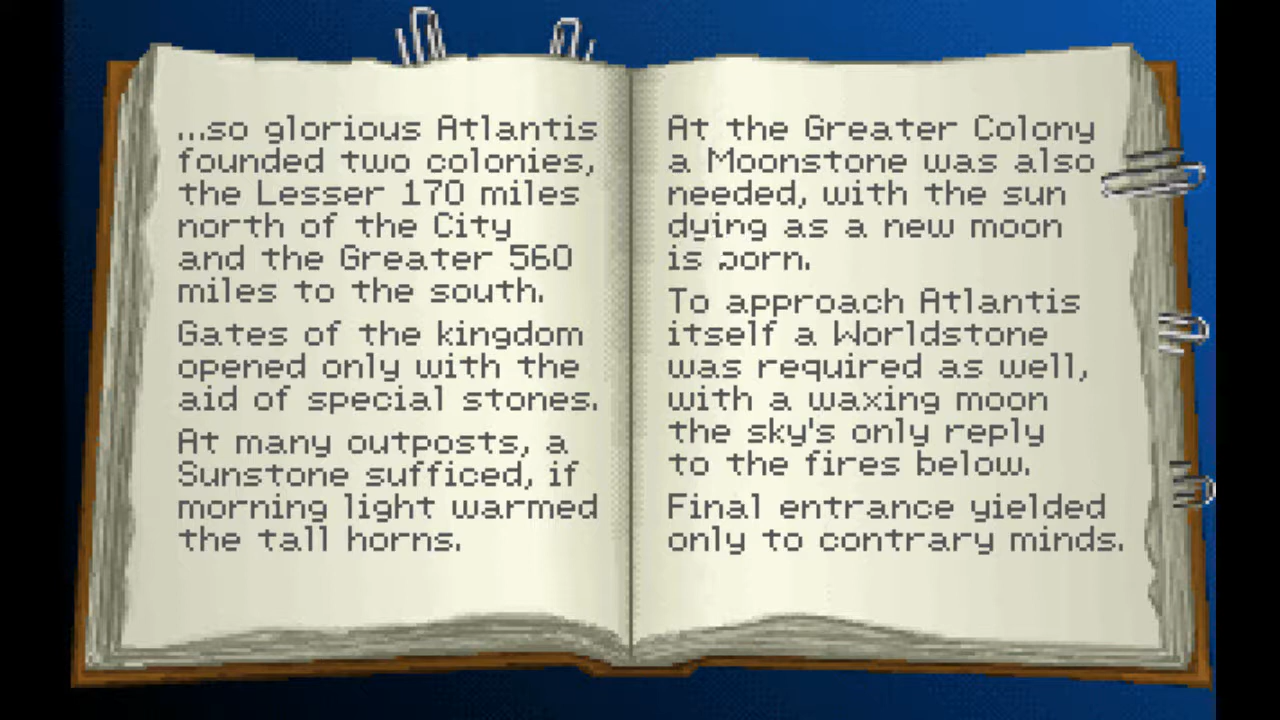 ...so glorious Atlantis
founded two colonies,
the Lesser 170 miles
north of the City
and the Greater 560
miles to the south.
Gates of the kingdom
opened only with the
aid of special stones.
At many outposts, a
Sunstone sufficed, if
morning light warmed
the tall horns.
At the Greater Colony
a Moonstone was also
needed, with the sun
dying as a new moon
is born.
To approach Atlantis
itself a Worldstone
was required as well,
with a waxing moon
the sky's only reply
to the fires below.
Final entrance yielded
only to contrary minds.